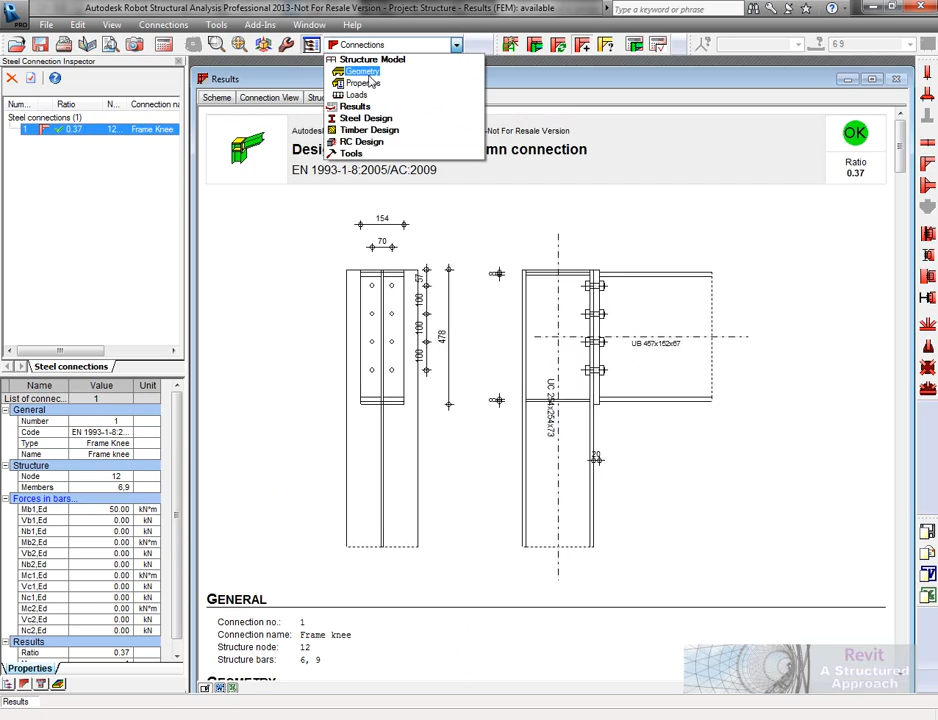 Autodesk Robot Structural Analysis Professional 2013-Not For Resale Version - Project: Structure - Results (FEM): available
Type a keyword or phrase
PRO
File Edit View Connections Tools Add-Ins Window Help
Connections
6 9
Steel Connection Inspector
Num... Ratio Connection na
Steel connections (1)
1 0.37 12... Frame Knee
Steel connections
Name Value Unit
List of connec... 1
General
Number 1
Code EN 1993-1-8:2...
Type Frame Knee
Name Frame knee
Structure
Node 12
Members 6,9
Forces in bars...
Mb1,Ed 50.00 kN*m
Vb1,Ed 0.00 kN
Nb1,Ed 0.00 kN
Mb2,Ed 0.00 kN*m
Vb2,Ed 0.00 kN
Nb2,Ed 0.00 kN
Mc1,Ed 0.00 kN*m
Vc1,Ed 0.00 kN
Nc1,Ed 0.00 kN
Mc2,Ed 0.00 kN*m
Vc2,Ed 0.00 kN
Nc2,Ed 0.00 kN
Results
Ratio 0.37
Properties
Results
Structure Model
Geometry
Loads
Results
Steel Design
Timber Design
RC Design
Tools
Results
Scheme Connection View
Not For Resale Version
mn connection
EN 1993-1-8:2005/AC:2009
OK
Ratio
0.37
154
70
57
100
100
100
478
UB 457x152x67
UC 254x254x73
20
GENERAL
Connection no.: 1
Connection name: Frame knee
Structure node: 12
Structure bars: 6, 9
Revit
A Structured
Approach